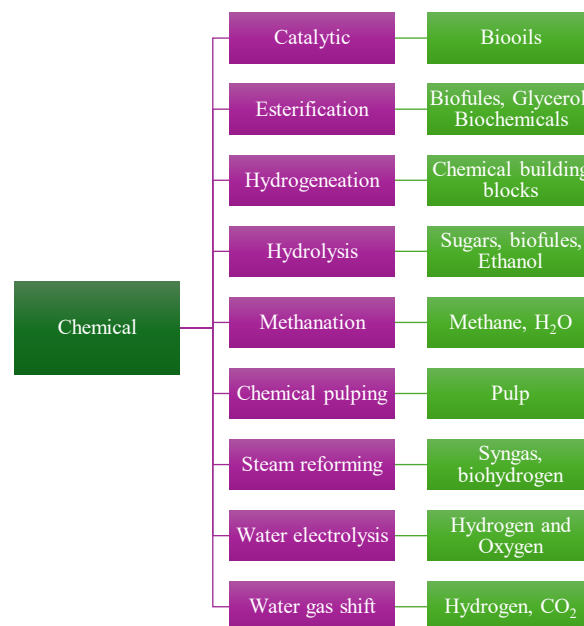 Catalytic
Biooils
Esterification
Biofules, Glycerol,
Biochemicals
Hydrogeneation
Chemical building
blocks
Hydrolysis
Sugars, biofules,
Ethanol
Chemical
Methanation
Methane, H₂O
Chemical pulping
Pulp
Steam reforming
Syngas,
biohydrogen
Water electrolysis
Hydrogen and
Oxygen
Water gas shift
Hydrogen, CO₂